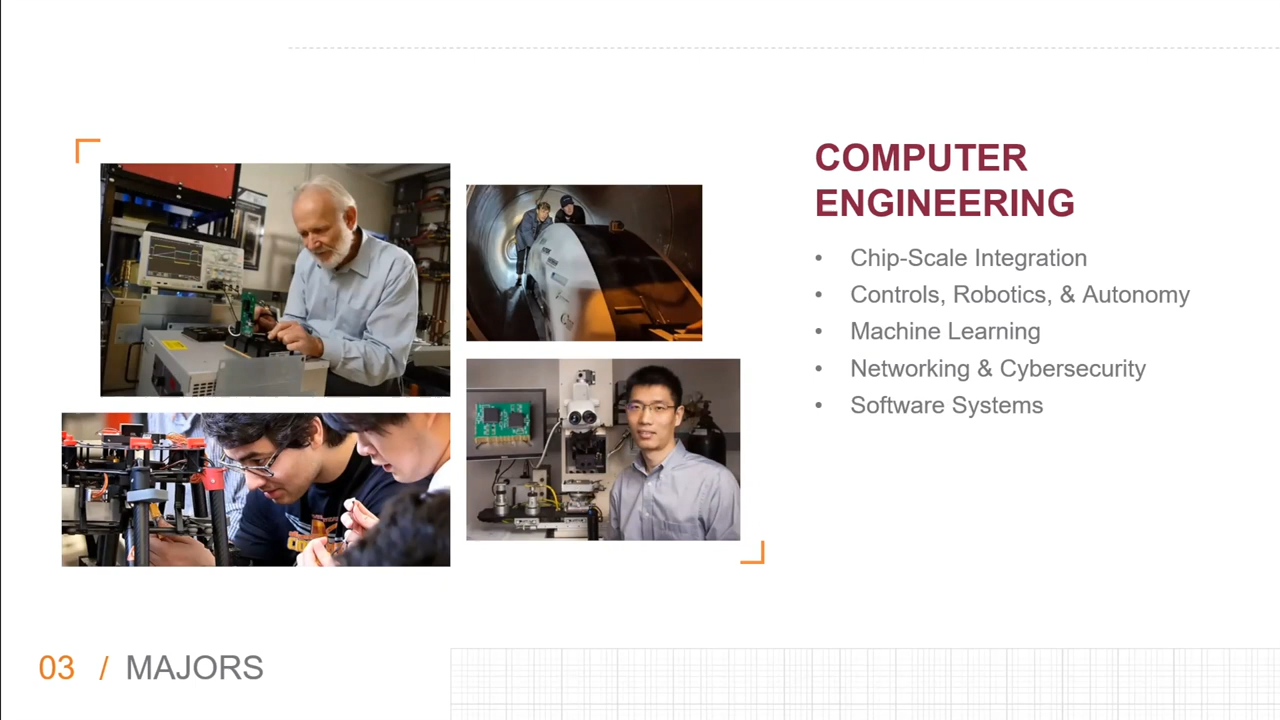 COMPUTER
ENGINEERING
• Chip-Scale Integration
• Controls, Robotics, & Autonomy
• Machine Learning
• Networking & Cybersecurity
• Software Systems
03 / MAJORS